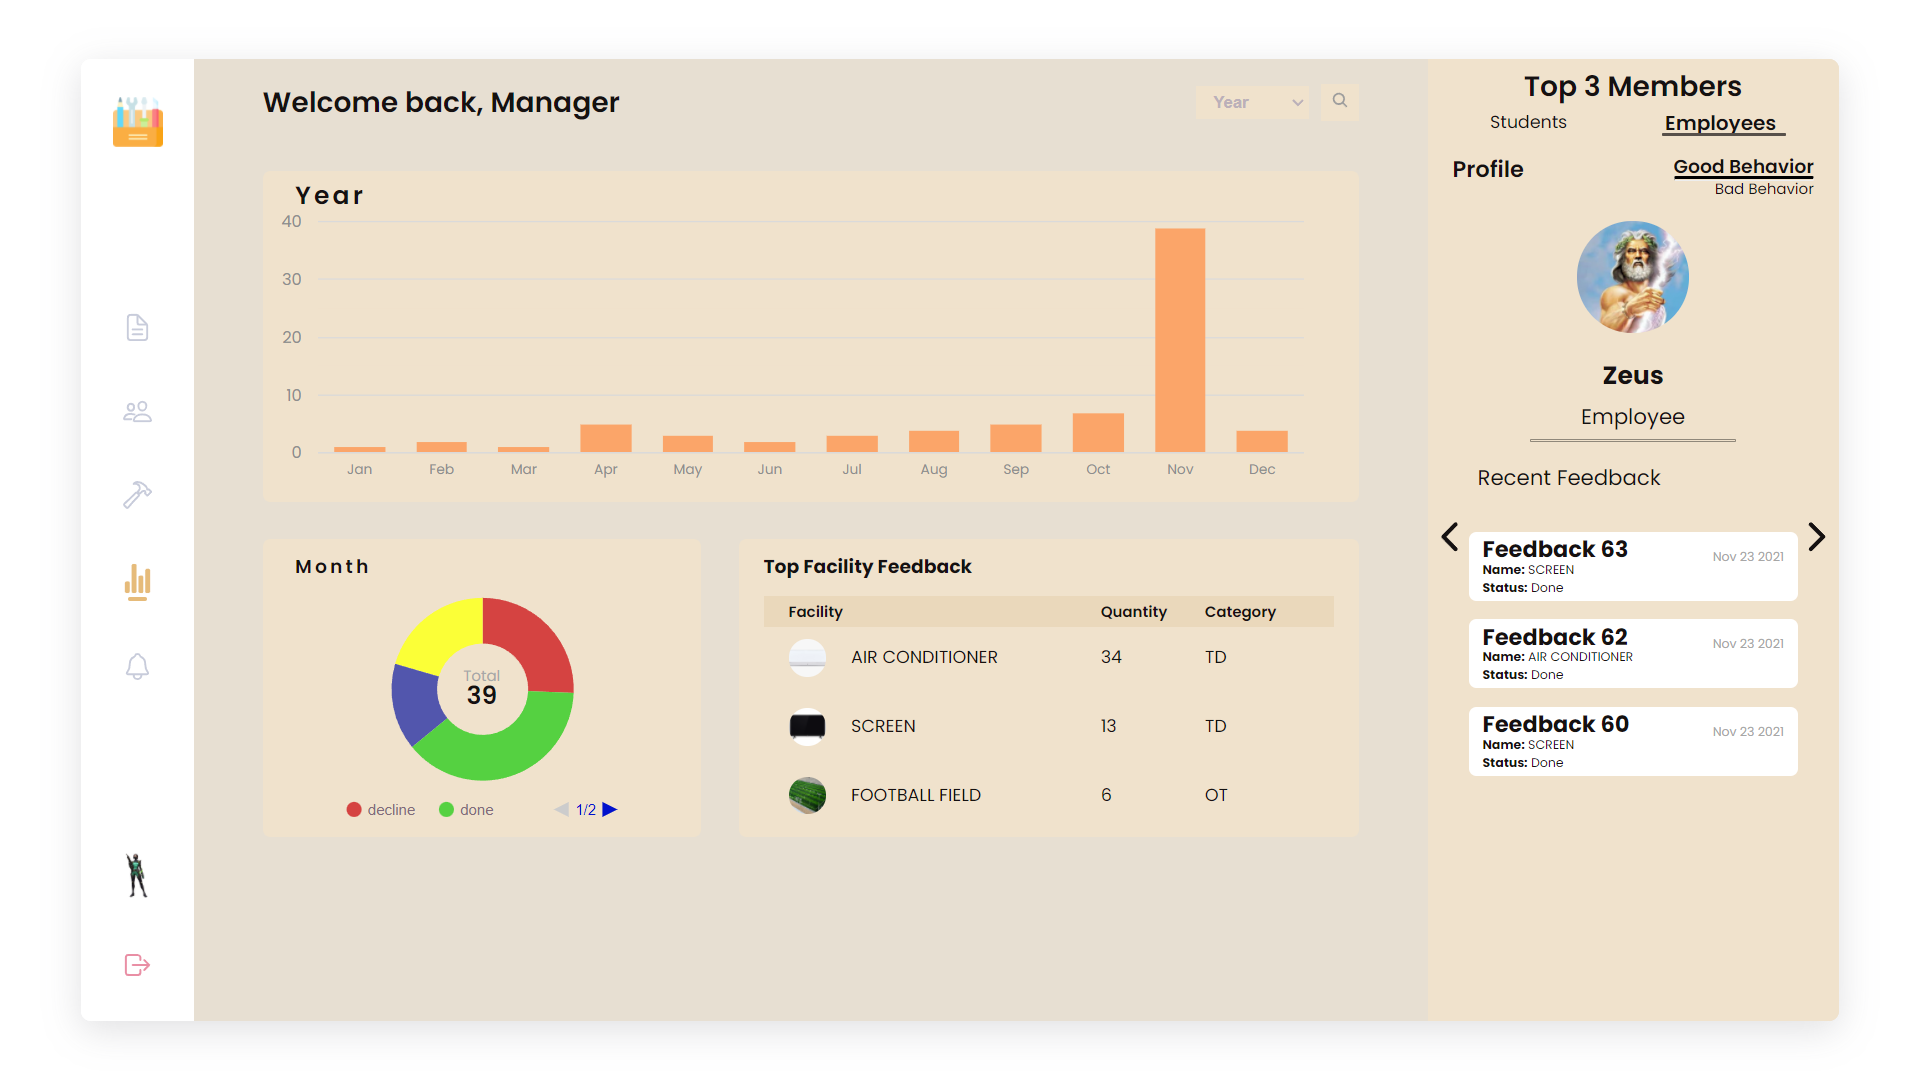 Welcome back, Manager
Year
Year
40
30
20
10
0
Jan Feb Mar Apr May Jun Jul Aug Sep Oct Nov Dec
Month
Total
39
decline done 1/2
Top Facility Feedback
Facility Quantity Category
AIR CONDITIONER 34 TD
SCREEN 13 TD
FOOTBALL FIELD 6 OT
Top 3 Members
Students Employees
Profile Good Behavior
Bad Behavior
Zeus
Employee
Recent Feedback
Feedback 63 Nov 23 2021
Name: SCREEN
Status: Done
Feedback 62 Nov 23 2021
Name: AIR CONDITIONER
Status: Done
Feedback 60 Nov 23 2021
Name: SCREEN
Status: Done